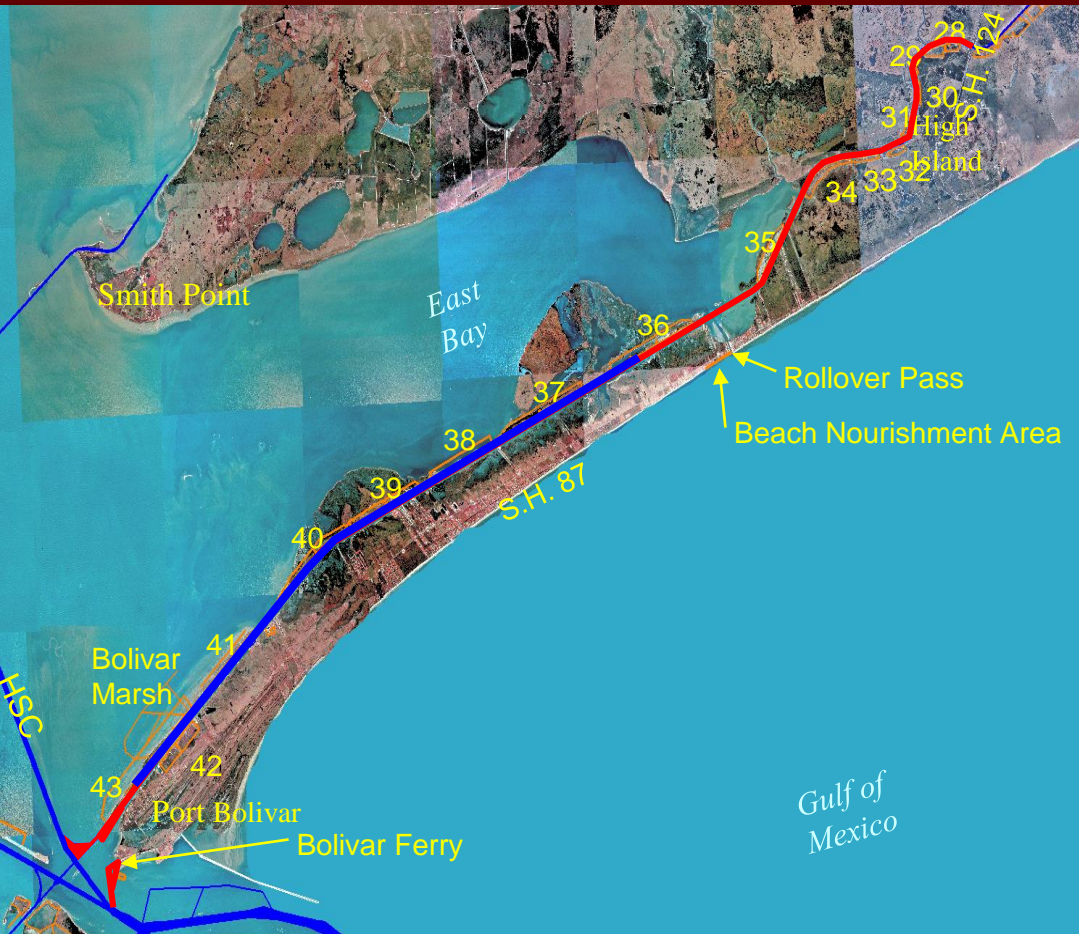 28
S. H. 124
29
30
31
High
Island
32
33
34
35
Smith Point
East
Bay
36
Rollover Pass
37
Beach Nourishment Area
38
S.H. 87
39
40
41
Bolivar
Marsh
HSC
42
43
Port Bolivar
Gulf of
Mexico
Bolivar Ferry